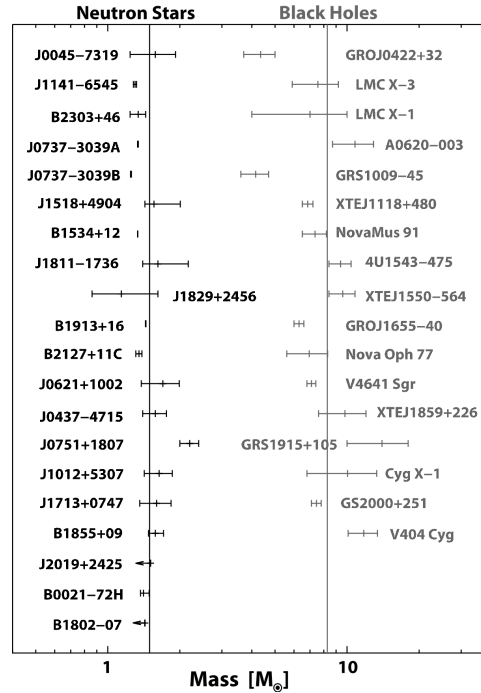 Neutron Stars Black Holes
J0045−7319 GROJ0422+32
J1141−6545 LMC X−3
B2303+46 LMC X−1
J0737−3039A A0620−003
J0737−3039B GRS1009−45
J1518+4904 XTEJ1118+480
B1534+12 NovaMus 91
J1811−1736 4U1543−475
J1829+2456 XTEJ1550−564
B1913+16 GROJ1655−40
B2127+11C Nova Oph 77
J0621+1002 V4641 Sgr
J0437−4715 XTEJ1859+226
J0751+1807 GRS1915+105
J1012+5307 Cyg X−1
J1713+0747 GS2000+251
B1855+09 V404 Cyg
J2019+2425
B0021−72H
B1802−07
1 10
Mass [M☉]